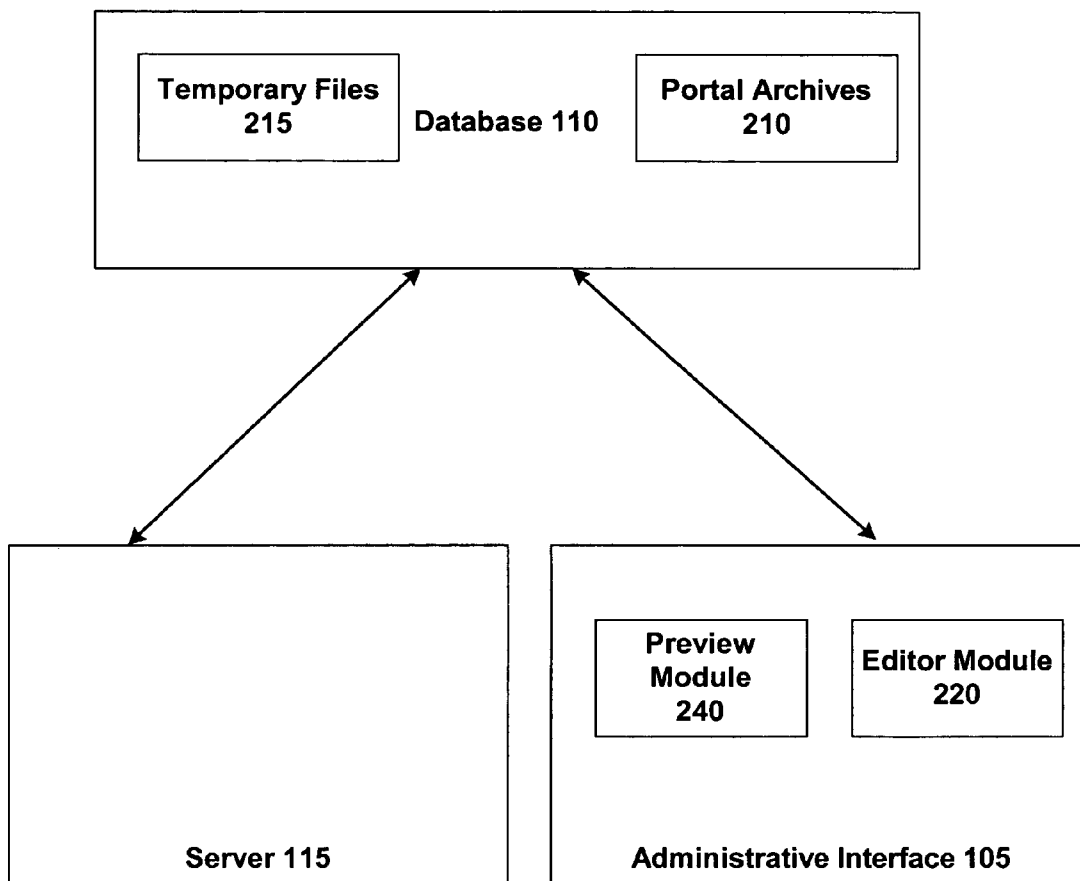 Temporary Files
215
Database 110
Portal Archives
210
Preview
Module
240
Editor Module
220
Server 115
Administrative Interface 105